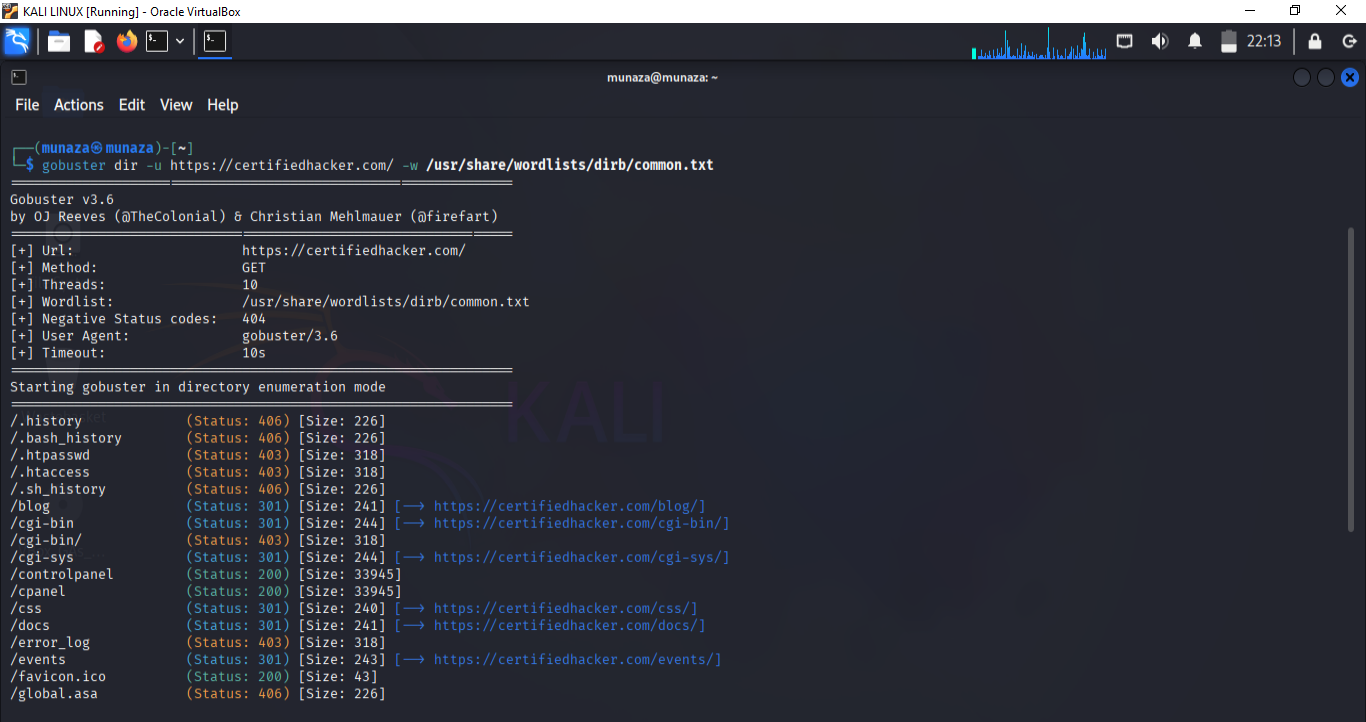 KALI LINUX [Running] - Oracle VirtualBox
22:13
munaza@munaza: ~
File Actions Edit View Help
┌──(munaza㉿munaza)-[~]
└─$ gobuster dir -u https://certifiedhacker.com/ -w /usr/share/wordlists/dirb/common.txt
===============================================================
Gobuster v3.6
by OJ Reeves (@TheColonial) & Christian Mehlmauer (@firefart)
===============================================================
[+] Url: https://certifiedhacker.com/
[+] Method: GET
[+] Threads: 10
[+] Wordlist: /usr/share/wordlists/dirb/common.txt
[+] Negative Status codes: 404
[+] User Agent: gobuster/3.6
[+] Timeout: 10s
===============================================================
Starting gobuster in directory enumeration mode
===============================================================
/.history (Status: 406) [Size: 226]
/.bash_history (Status: 406) [Size: 226]
/.htpasswd (Status: 403) [Size: 318]
/.htaccess (Status: 403) [Size: 318]
/.sh_history (Status: 406) [Size: 226]
/blog (Status: 301) [Size: 241] [--> https://certifiedhacker.com/blog/]
/cgi-bin (Status: 301) [Size: 244] [--> https://certifiedhacker.com/cgi-bin/]
/cgi-bin/ (Status: 403) [Size: 318]
/cgi-sys (Status: 301) [Size: 244] [--> https://certifiedhacker.com/cgi-sys/]
/controlpanel (Status: 200) [Size: 33945]
/cpanel (Status: 200) [Size: 33945]
/css (Status: 301) [Size: 240] [--> https://certifiedhacker.com/css/]
/docs (Status: 301) [Size: 241] [--> https://certifiedhacker.com/docs/]
/error_log (Status: 403) [Size: 318]
/events (Status: 301) [Size: 243] [--> https://certifiedhacker.com/events/]
/favicon.ico (Status: 200) [Size: 43]
/global.asa (Status: 406) [Size: 226]
KALI